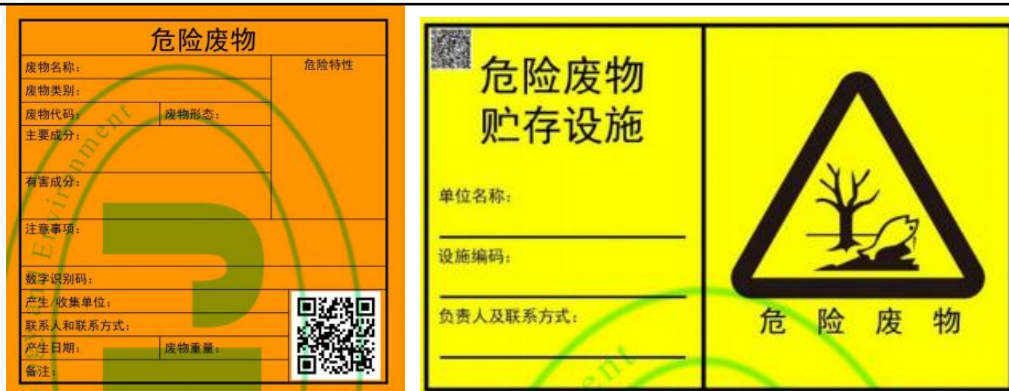 危险废物
废物名称：
危险特性
废物类别：
废物代码：
废物形态：
主要成分：
有害成分：
注意事项：
数字识别码：
产生/收集单位：
联系人和联系方式：
产生日期：
废物重量：
备注：
危险废物
贮存设施
单位名称：
设施编码：
负责人及联系方式：
危险废物
Environment